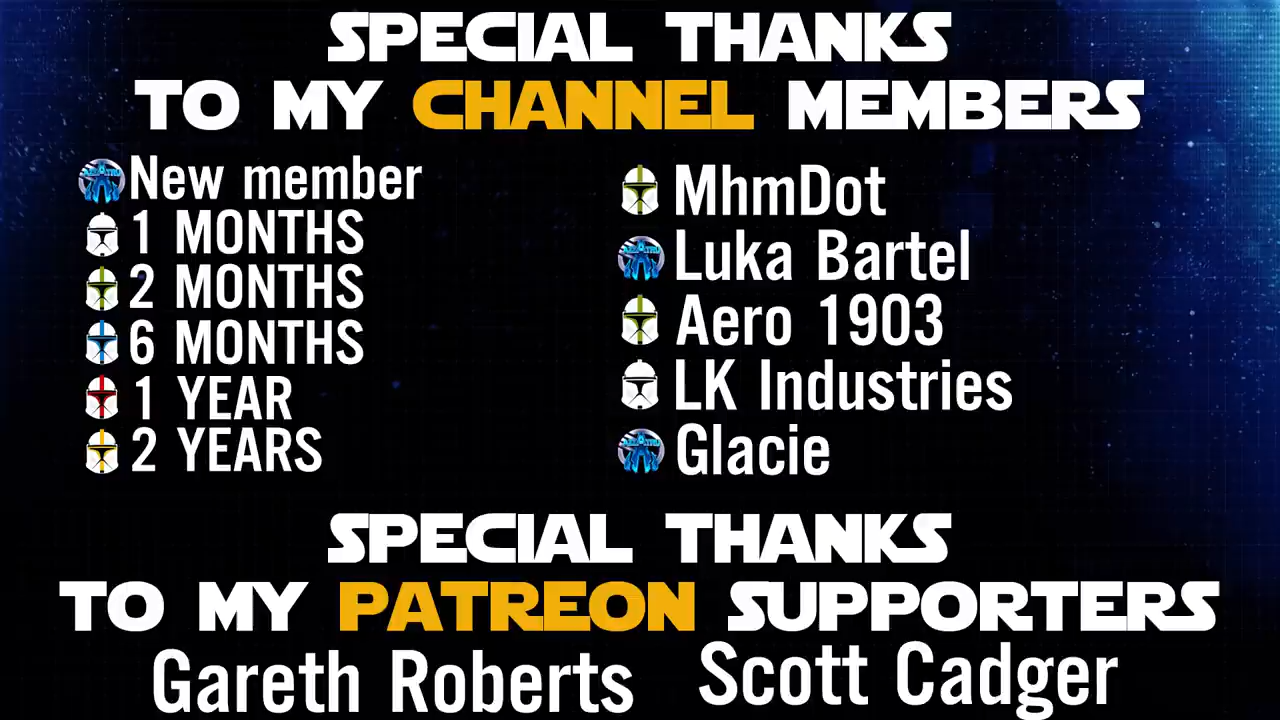 SPECIAL THANKS
TO MY CHANNEL MEMBERS
New member
1 MONTHS
2 MONTHS
6 MONTHS
1 YEAR
2 YEARS
MhmDot
Luka Bartel
Aero 1903
LK Industries
Glacie
SPECIAL THANKS
TO MY PATREON SUPPORTERS
Gareth Roberts
Scott Cadger